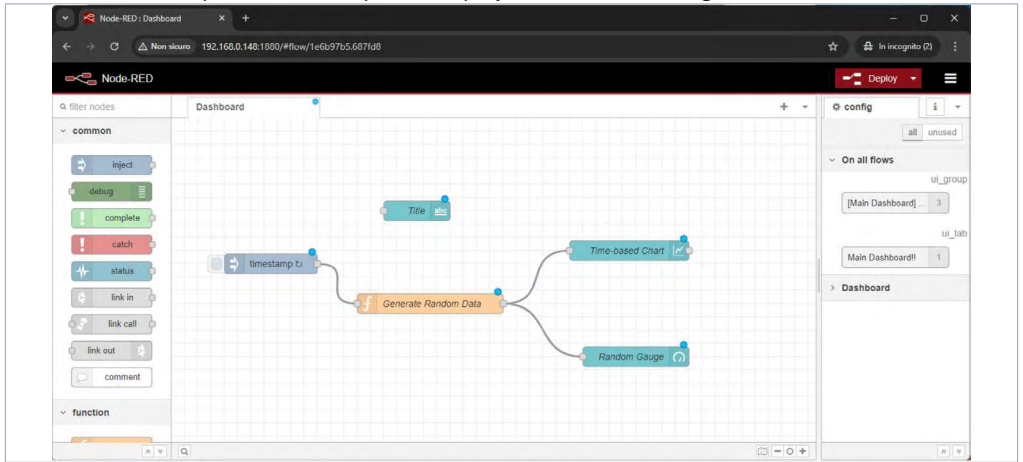 Node-RED : Dashboard
Non sicuro 192.168.0.148:1880/#flow/1e6b97b5.687fd8
In incognito (2)
Node-RED
Deploy
filter nodes
Dashboard
config
i
common
all unused
inject
On all flows
debug
ui_group
complete
[Main Dashboard] ... 3
Title abc
catch
ui_tab
status
timestamp ↻
Time-based Chart
Main Dashboard!! 1
link in
Dashboard
f Generate Random Data
link call
link out
Random Gauge
comment
function